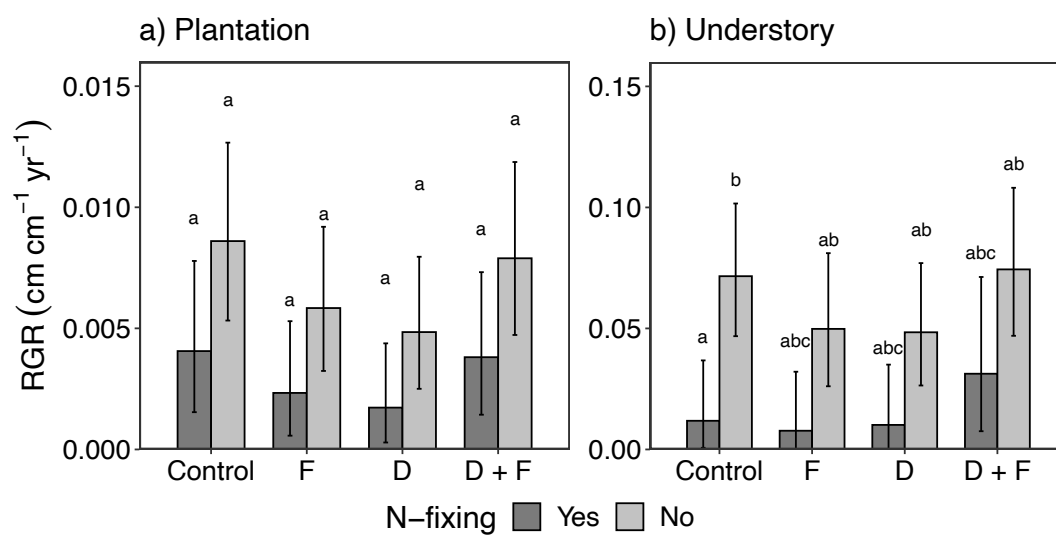 a) Plantation
b) Understory
RGR (cm cm⁻¹ yr⁻¹)
0.015
0.010
0.005
0.000
a
a
a
a
a
a
a
a
Control
F
D
D + F
0.15
0.10
0.05
0.00
a
b
abc
ab
abc
ab
abc
ab
Control
F
D
D + F
N−fixing
Yes
No